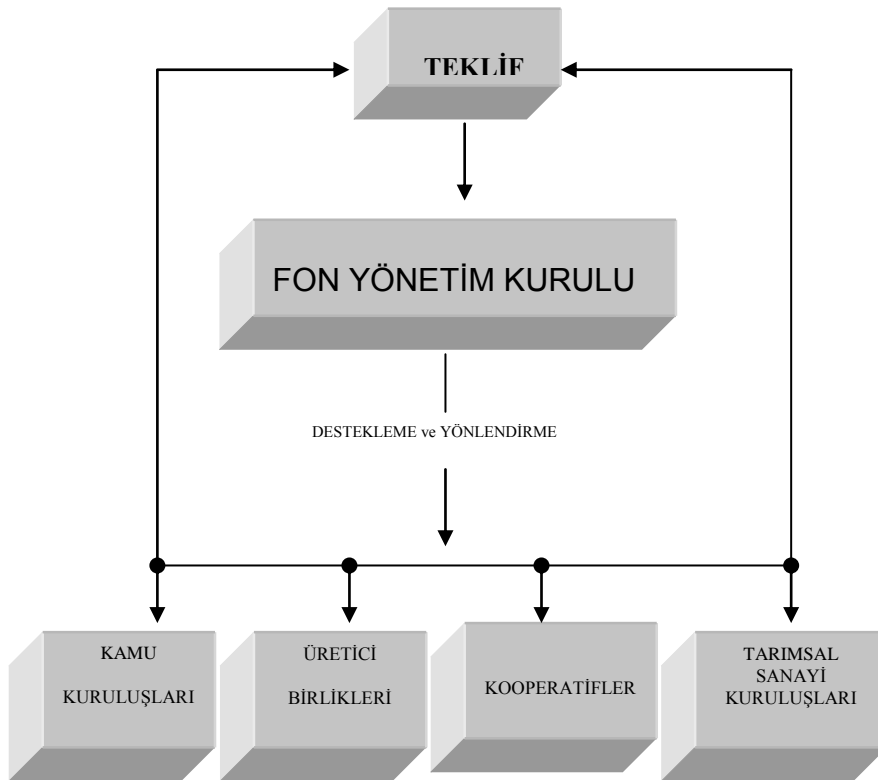 TEKLİF
FON YÖNETİM KURULU
DESTEKLEME ve YÖNLENDİRME
KAMU
KURULUŞLARI
ÜRETİCİ
BİRLİKLERİ
KOOPERATİFLER
TARIMSAL
SANAYİ
KURULUŞLARI